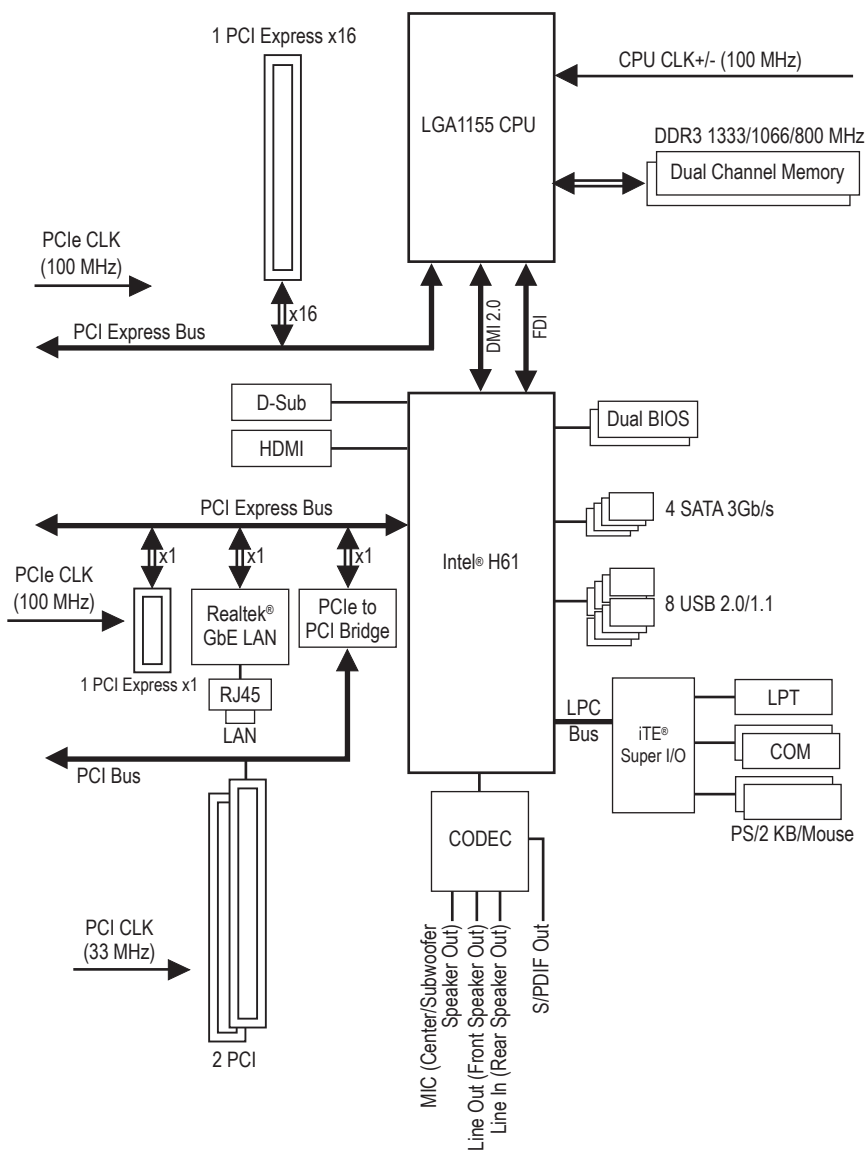 1 PCI Express x16
CPU CLK+/- (100 MHz)
LGA1155 CPU
DDR3 1333/1066/800 MHz
Dual Channel Memory
PCIe CLK
(100 MHz)
x16
PCI Express Bus
DMI 2.0
FDI
D-Sub
Dual BIOS
HDMI
PCI Express Bus
4 SATA 3Gb/s
x1
x1
x1
Intel® H61
PCIe CLK
(100 MHz)
Realtek®
GbE LAN
PCIe to
PCI Bridge
8 USB 2.0/1.1
1 PCI Express x1
RJ45
LAN
LPC
Bus
iTE®
Super I/O
LPT
COM
PCI Bus
PS/2 KB/Mouse
CODEC
PCI CLK
(33 MHz)
MIC (Center/Subwoofer
Speaker Out)
Line Out (Front Speaker Out)
Line In (Rear Speaker Out)
S/PDIF Out
2 PCI